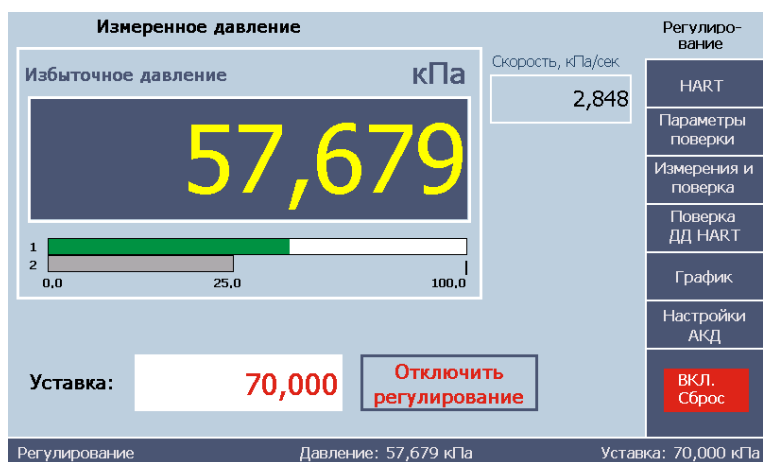 Измеренное давление
Избыточное давление
кПа
57,679
1
2
0,0
25,0
100,0
Скорость, кПа/сек
2,848
Уставка:
70,000
Отключить
регулирование
Регулиро-
вание
HART
Параметры
поверки
Измерения и
поверка
Поверка
ДД HART
График
Настройки
АКД
ВКЛ.
Сброс
Регулирование
Давление: 57,679 кПа
Уставка: 70,000 кПа